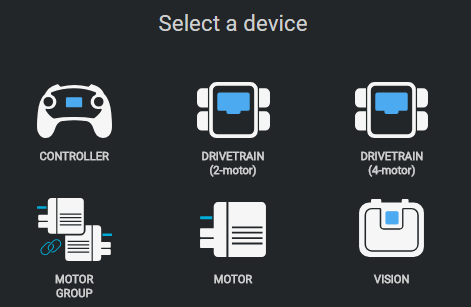 Select a device
CONTROLLER
DRIVETRAIN
(2-motor)
DRIVETRAIN
(4-motor)
MOTOR
GROUP
MOTOR
VISION